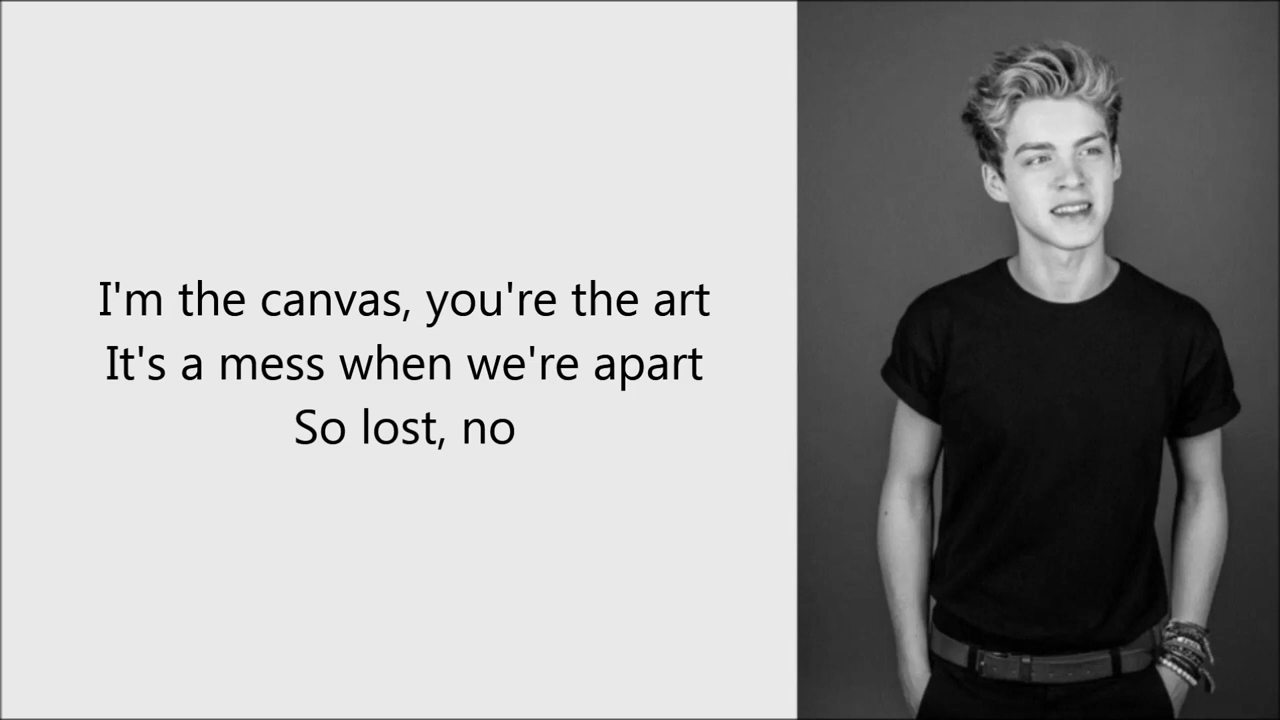 I'm the canvas, you're the art
It's a mess when we're apart
So lost, no